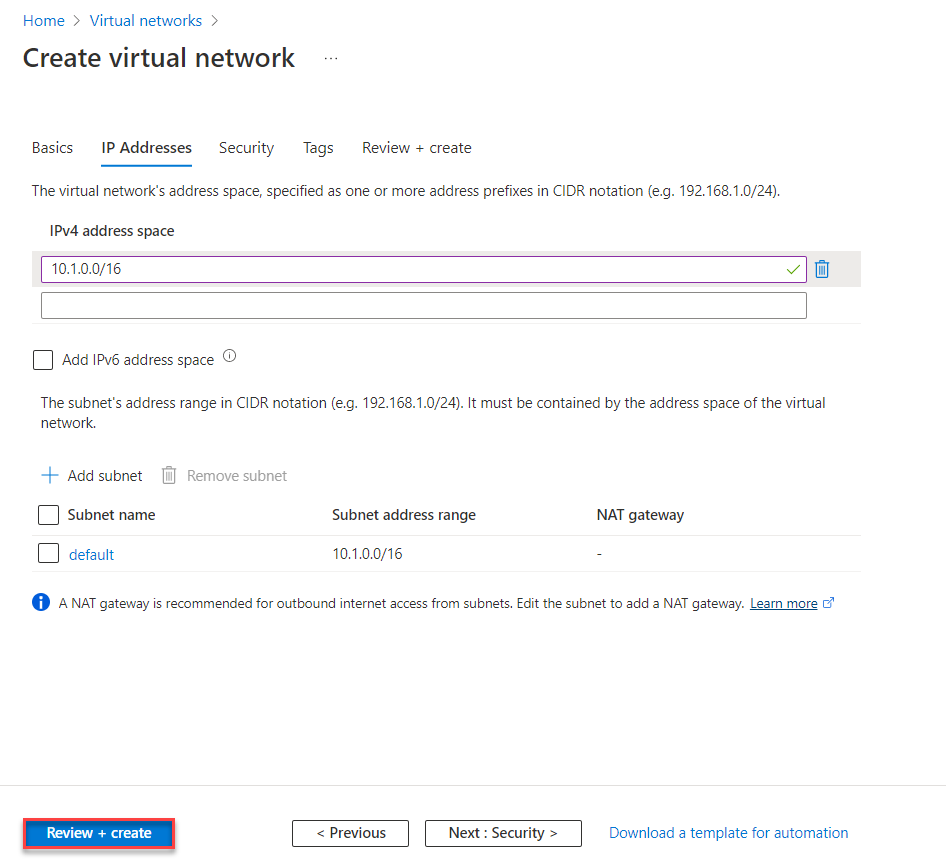 Home > Virtual networks >
Create virtual network ...
Basics IP Addresses Security Tags Review + create
The virtual network's address space, specified as one or more address prefixes in CIDR notation (e.g. 192.168.1.0/24).
IPv4 address space
10.1.0.0/16
Add IPv6 address space
The subnet's address range in CIDR notation (e.g. 192.168.1.0/24). It must be contained by the address space of the virtual
network.
+ Add subnet Remove subnet
Subnet name Subnet address range NAT gateway
default 10.1.0.0/16 -
A NAT gateway is recommended for outbound internet access from subnets. Edit the subnet to add a NAT gateway. Learn more
Review + create < Previous Next : Security > Download a template for automation